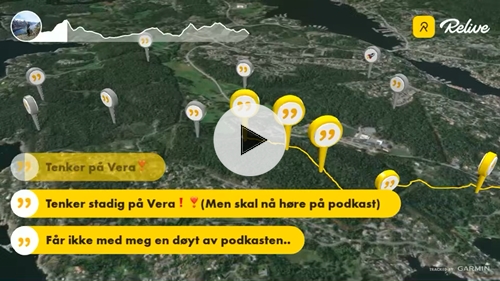 Relive
Tenker på Vera❗
Tenker stadig på Vera❗❣(Men skal nå høre på podkast)
Får ikke med meg en døyt av podkasten..
TRACKED BY GARMIN